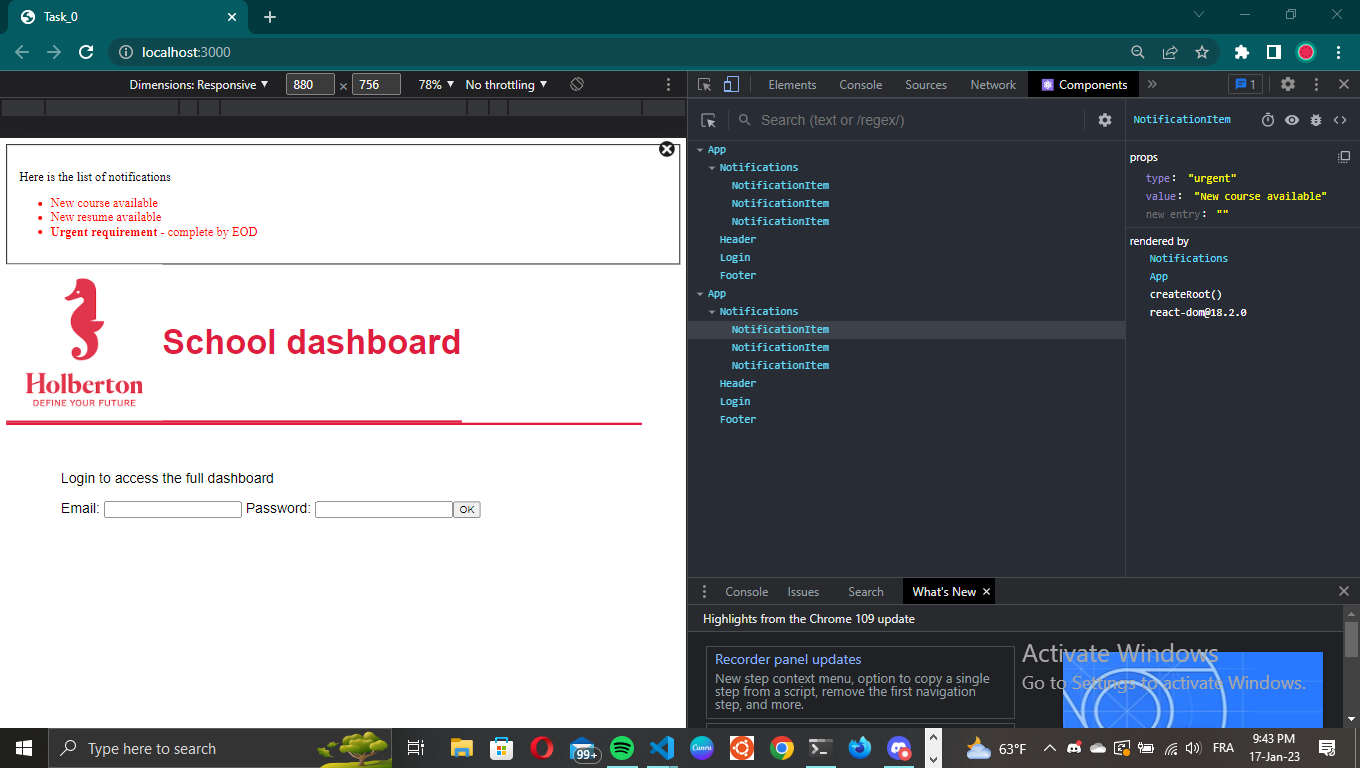 Task_0
localhost:3000
Dimensions: Responsive 880 × 756 78% No throttling
Elements Console Sources Network Components 1
Search (text or /regex/)
NotificationItem
App
Notifications
NotificationItem
NotificationItem
NotificationItem
Header
Login
Footer
App
Notifications
NotificationItem
NotificationItem
NotificationItem
Header
Login
Footer
props
type: "urgent"
value: "New course available"
new entry: ""
rendered by
Notifications
App
createRoot()
react-dom@18.2.0
Here is the list of notifications
New course available
New resume available
Urgent requirement - complete by EOD
School dashboard
Holberton
DEFINE YOUR FUTURE
Login to access the full dashboard
Email: Password: OK
Console Issues Search What's New
Highlights from the Chrome 109 update
Recorder panel updates
New step context menu, option to copy a single
step from a script, remove the first navigation
step, and more.
Activate Windows
Go to Settings to activate Windows.
Type here to search
99+
Canva
63°F
FRA
9:43 PM
17-Jan-23